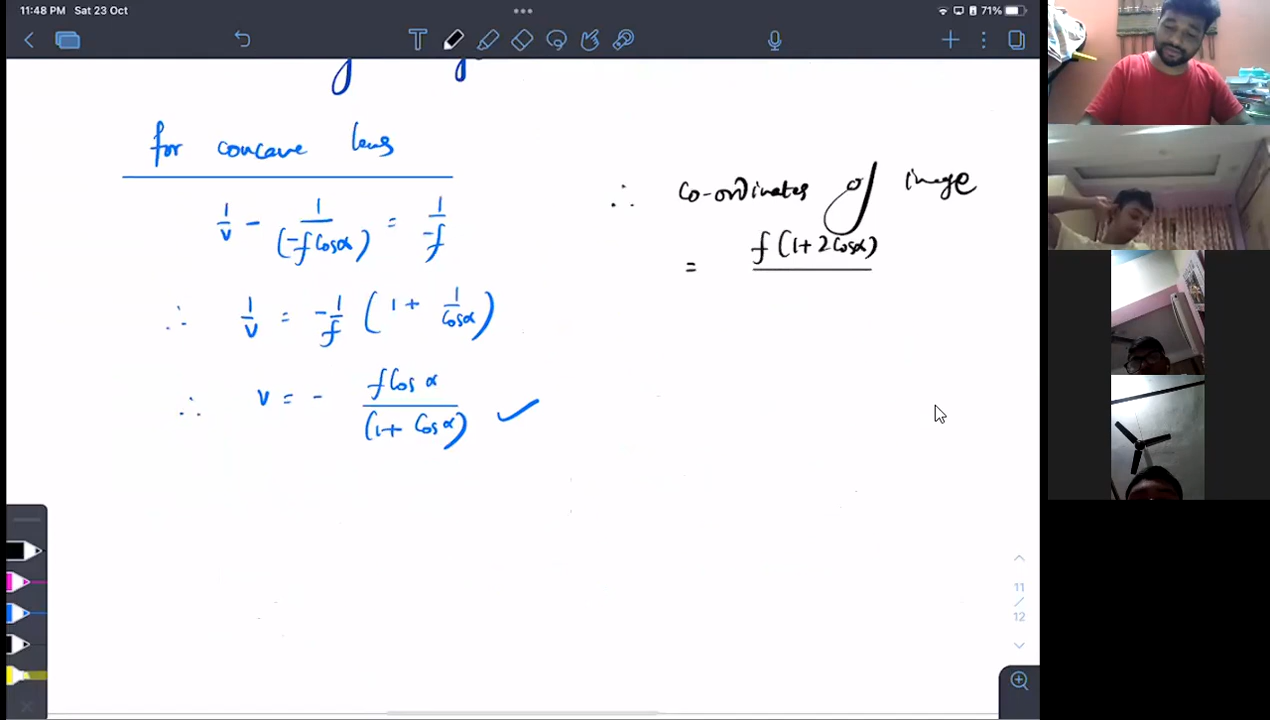 11:48 PM Sat 23 Oct
71%
for concave lens
1/v - 1/(-f Cosα) = 1/-f
∴ 1/v = -1/f (1 + 1/Cosα)
∴ v = - f Cos α/(1 + Cos α) ✓
∴ co-ordinates of image
= f (1 + 2 Cosα)
T
11
/
12